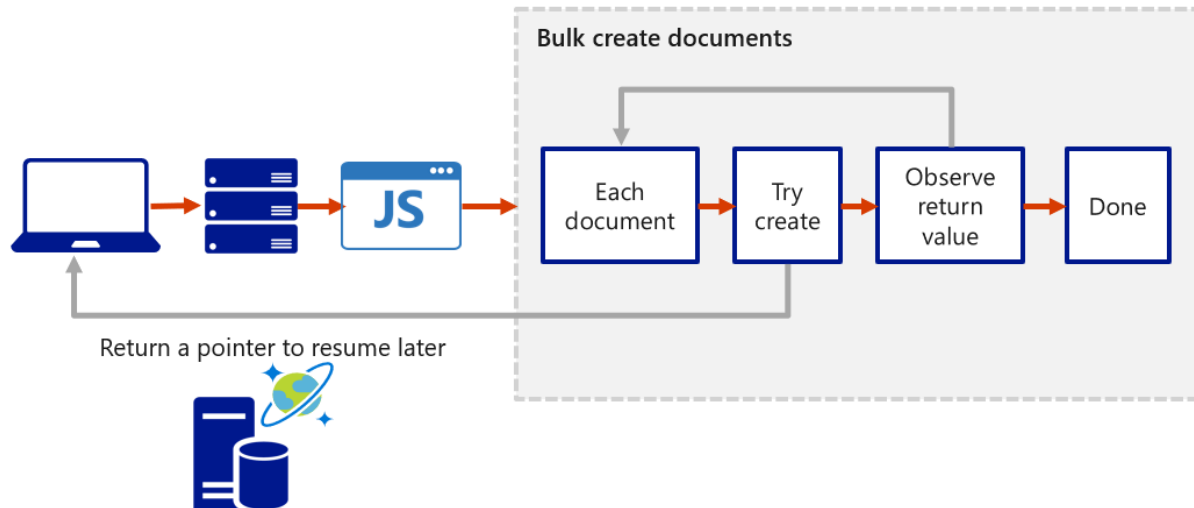 Bulk create documents
JS
Each
document
Try
create
Observe
return
value
Done
Return a pointer to resume later